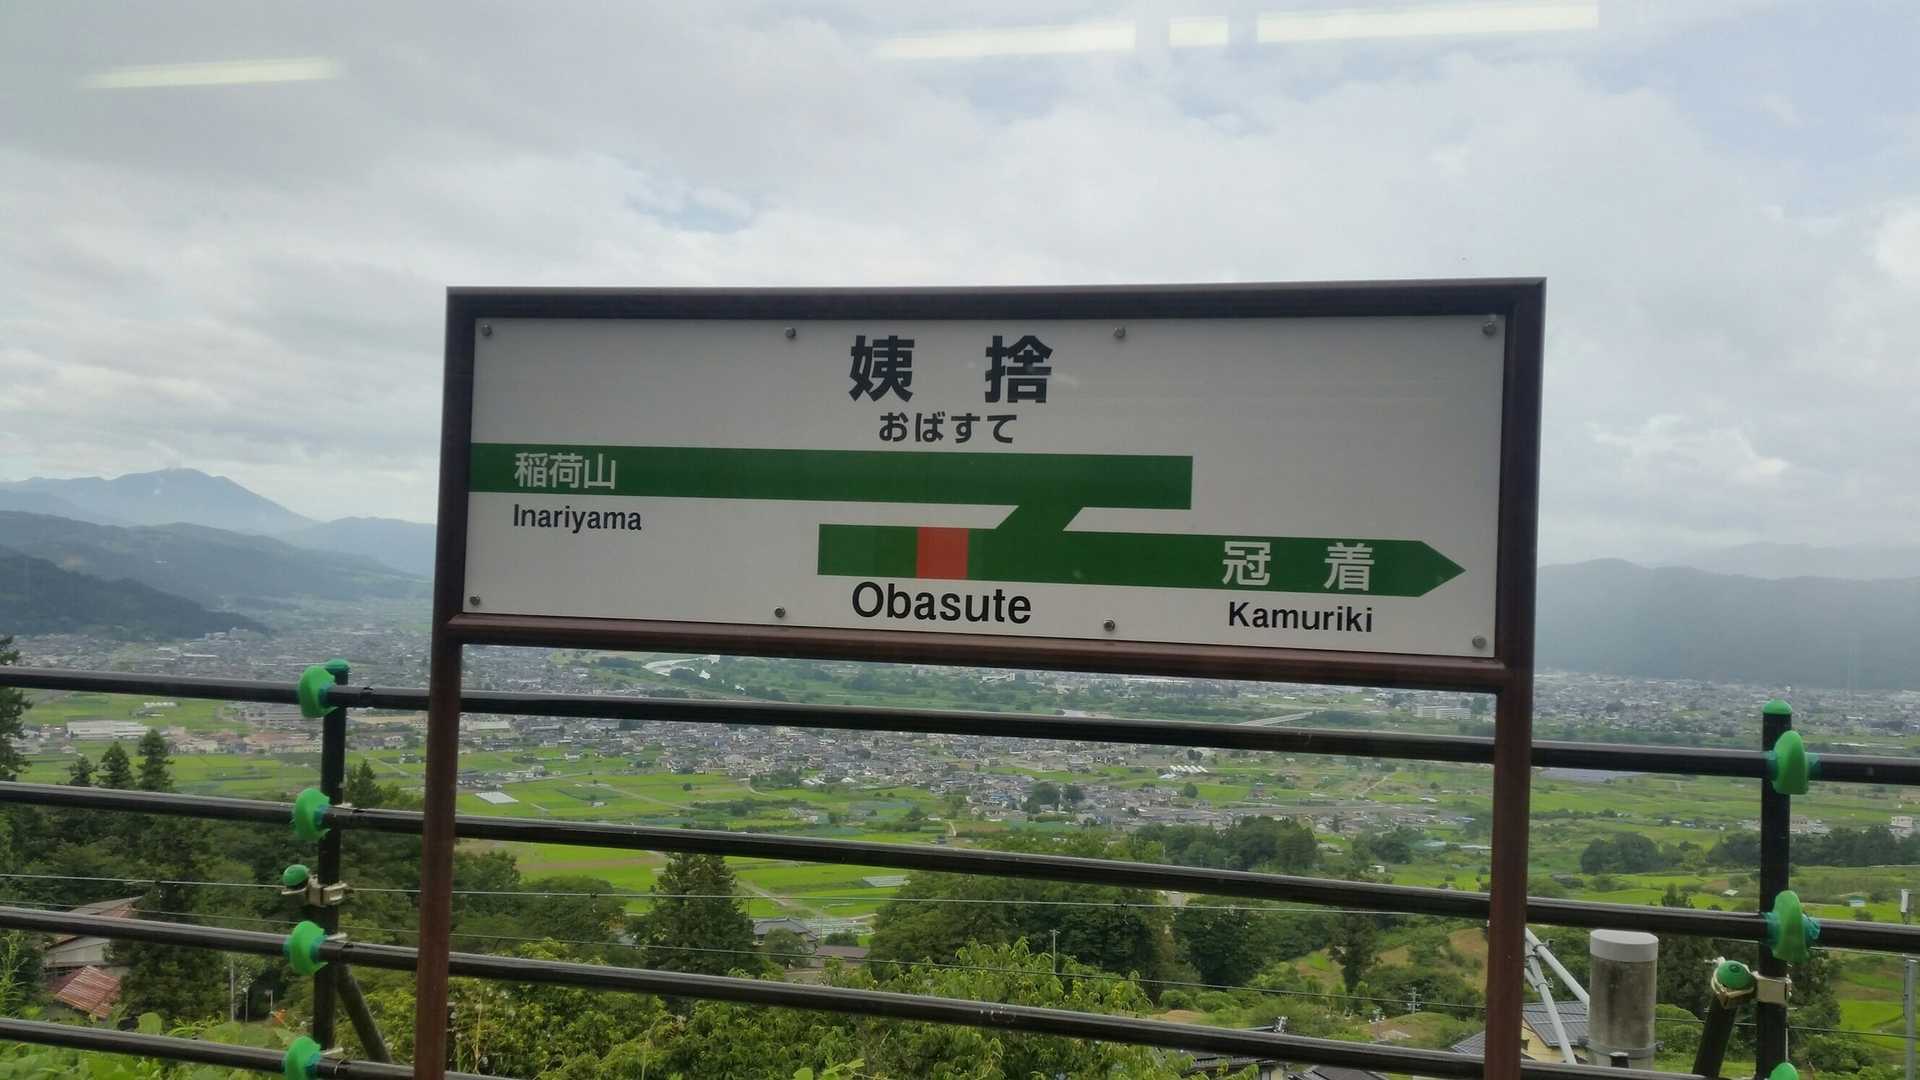 姨捨
おばすて
稲荷山
Inariyama
冠着
Obasute
Kamuriki